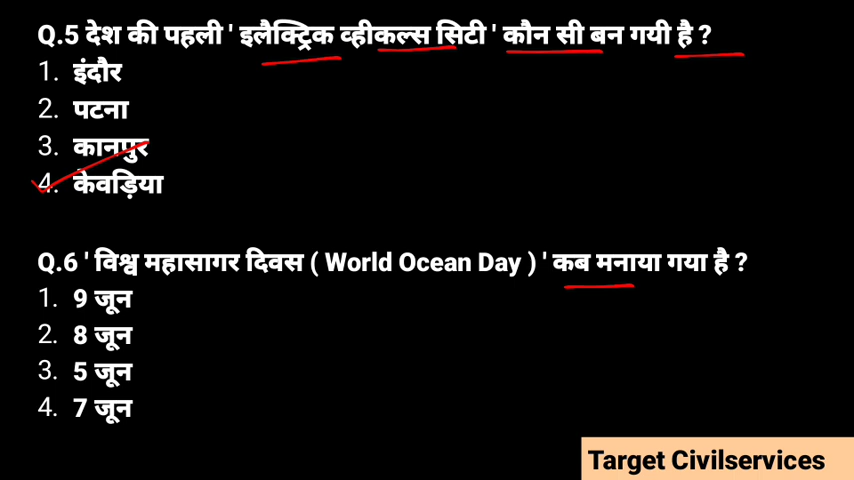 Q.5 देश की पहली ' इलैक्ट्रिक व्हीकल्स सिटी ' कौन सी बन गयी है ?
1. इंदौर
2. पटना
3. कानपुर
4. केवड़िया
Q.6 ' विश्व महासागर दिवस ( World Ocean Day ) ' कब मनाया गया है ?
1. 9 जून
2. 8 जून
3. 5 जून
4. 7 जून
Target Civilservices